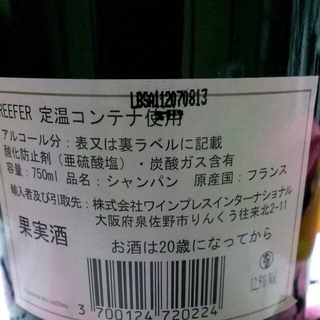 LBSA112070813
REEFER 定温コンテナ使用
アルコール分：表又は裏ラベルに記載
酸化防止剤（亜硫酸塩）・炭酸ガス含有
容量：750ml 品名：シャンパン 原産国：フランス
輸入者及び引取先：株式会社ワインプレスインターナショナル
大阪府泉佐野市りんくう往来北2-11
果実酒
お酒は20歳になってから
12.5% Vol.
3 700124 720224